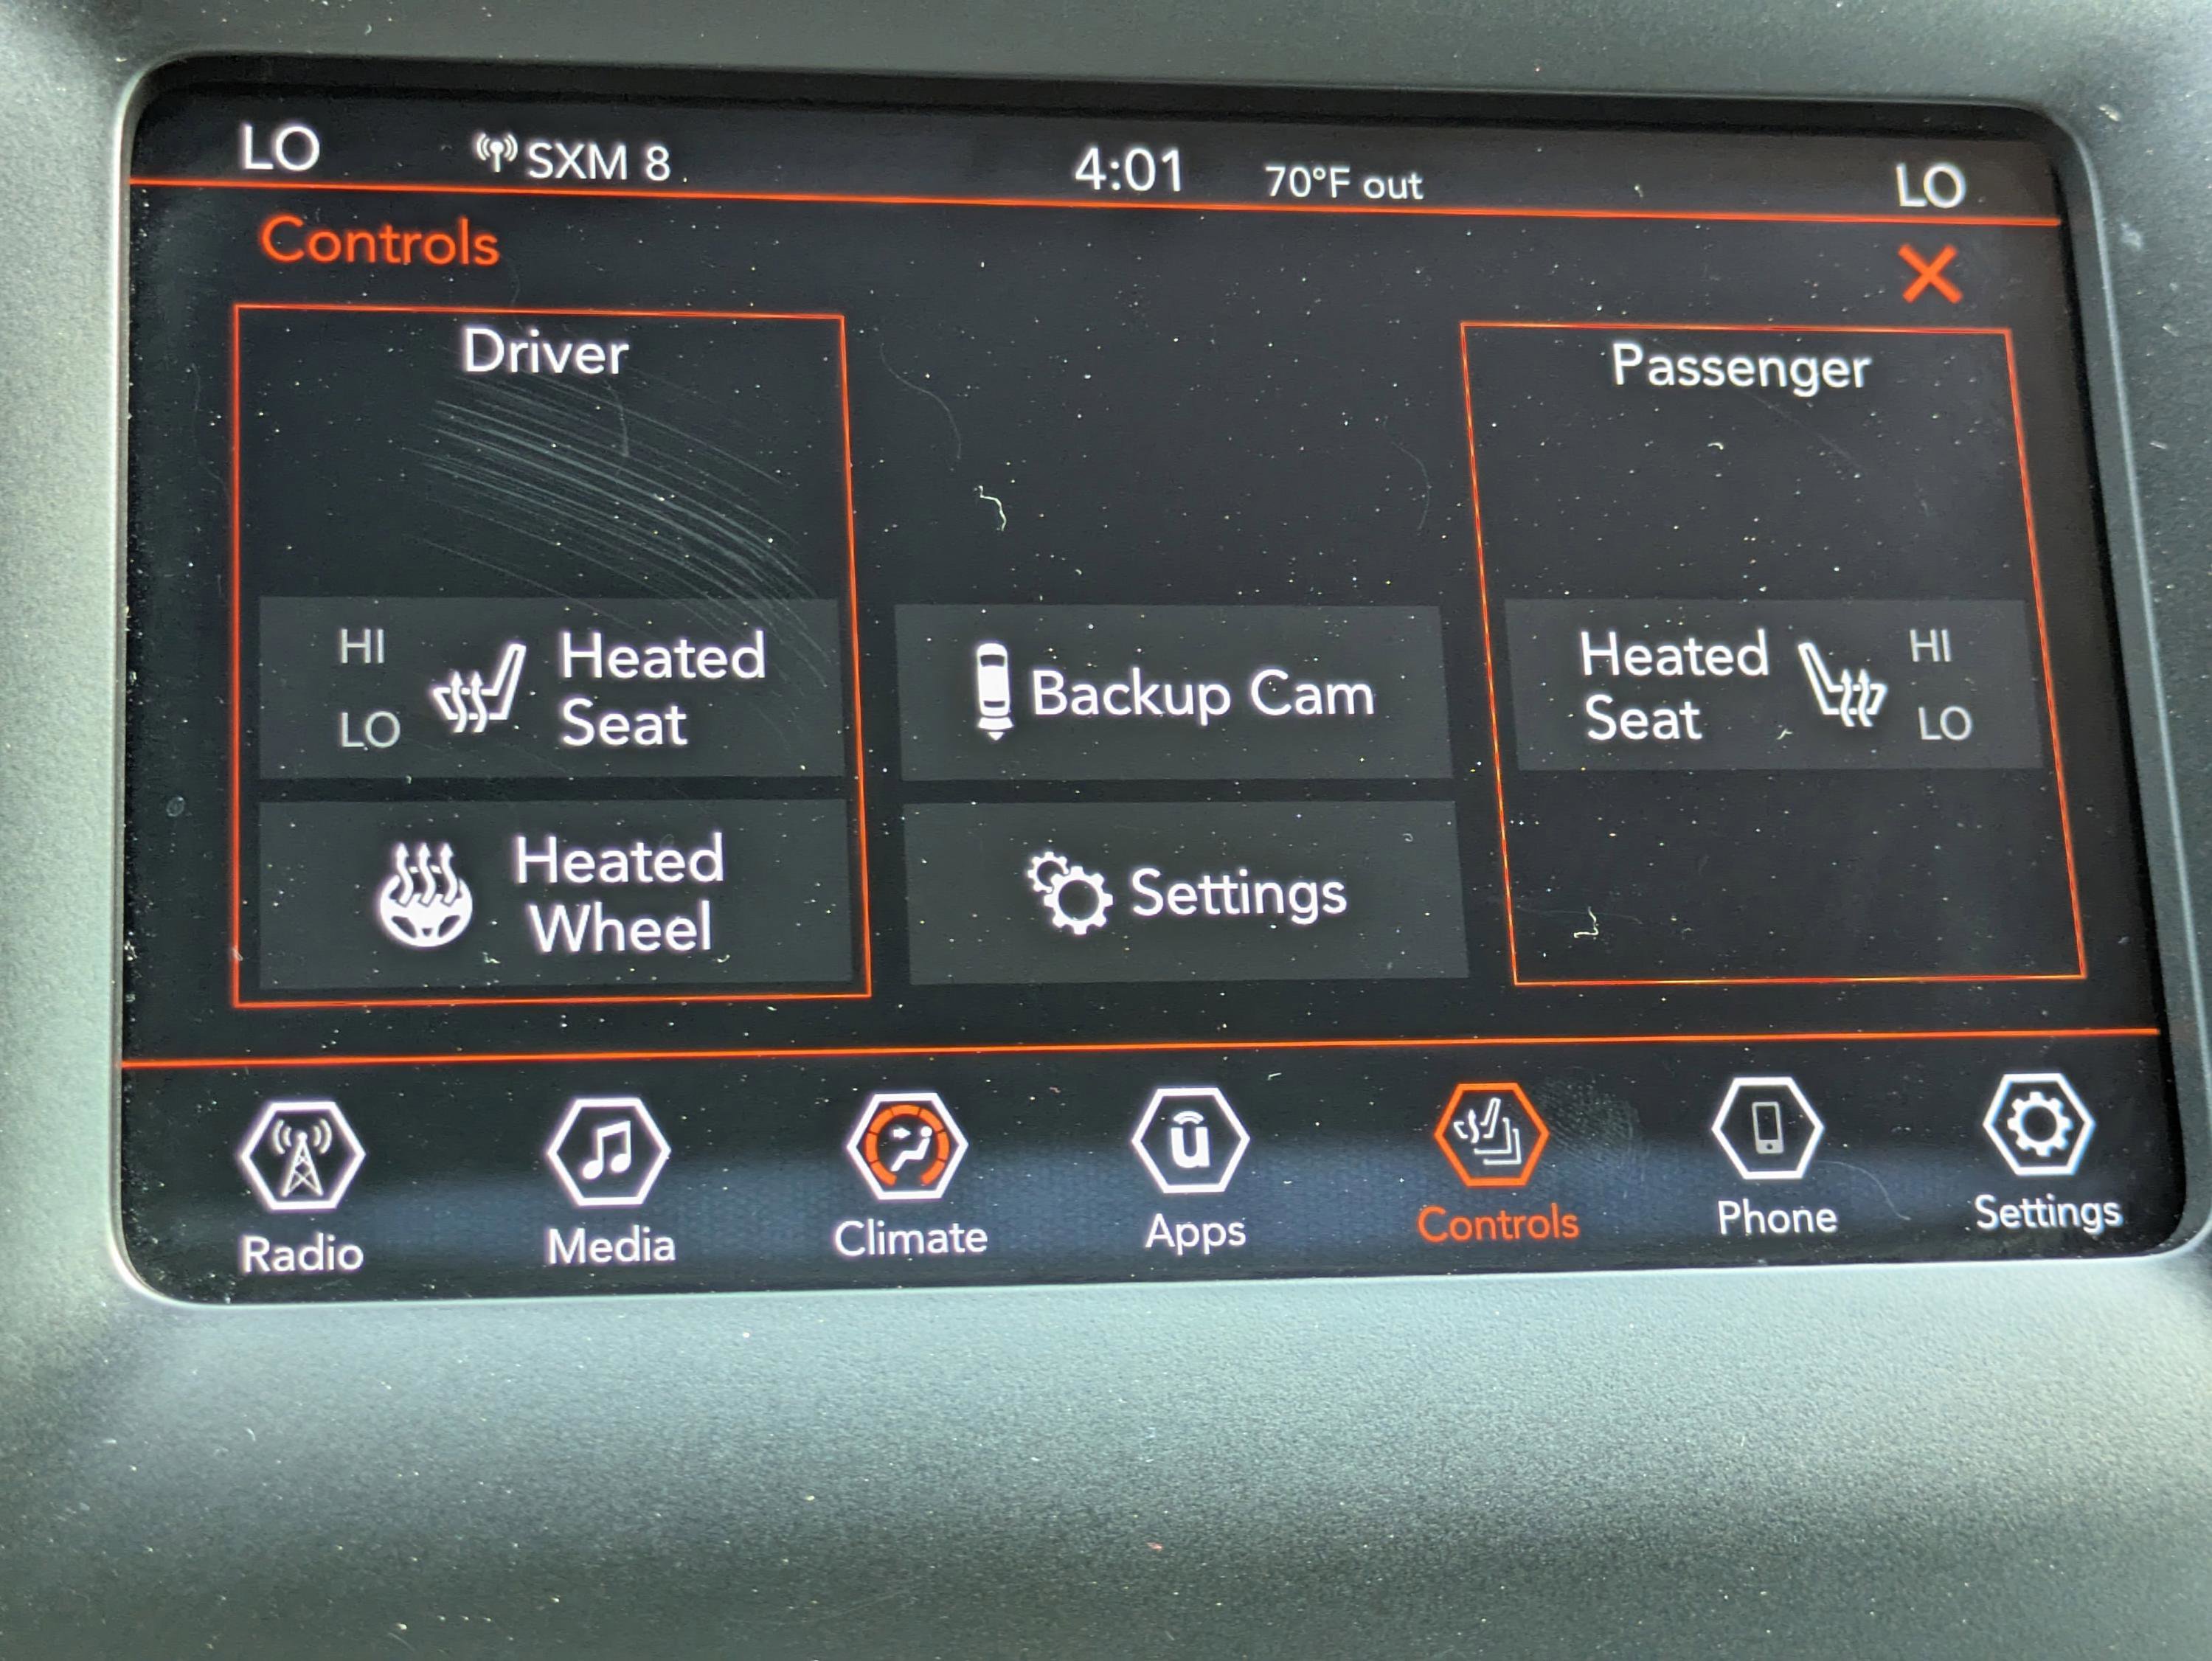 LO SXM 8 4:01 70°F out LO
Controls
Driver
Passenger
HI
LO
Heated
Seat
Backup Cam
Heated
Seat
HI
LO
Heated
Wheel
Settings
Radio
Media
Climate
u
Apps
Controls
Phone
Settings